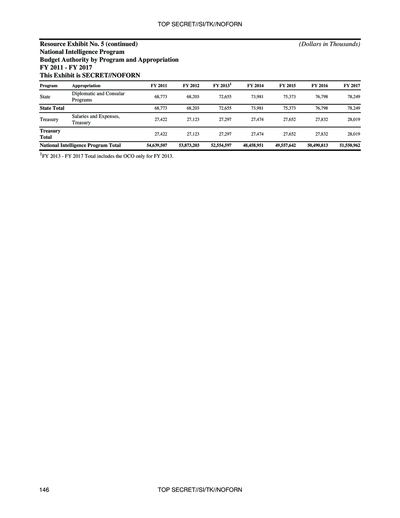 TOP SECRET//SI/TK//NOFORN
Resource Exhibit No. 5 (continued) (Dollars in Thousands)
National Intelligence Program
Budget Authority by Program and Appropriation
FY 2011 - FY 2017
This Exhibit is SECRET//NOFORN
Program Appropriation FY 2011 FY 2012 FY 2013¹ FY 2014 FY 2015 FY 2016 FY 2017
State Diplomatic and Consular Programs 68,773 68,203 72,655 73,981 75,373 76,798 78,249
State Total 68,773 68,203 72,655 73,981 75,373 76,798 78,249
Treasury Salaries and Expenses, Treasury 27,422 27,123 27,297 27,474 27,652 27,832 28,019
Treasury Total 27,422 27,123 27,297 27,474 27,652 27,832 28,019
National Intelligence Program Total 54,639,507 53,873,203 52,554,597 48,458,951 49,557,642 50,490,813 51,550,962
¹FY 2013 - FY 2017 Total includes the OCO only for FY 2013.
146 TOP SECRET//SI/TK//NOFORN